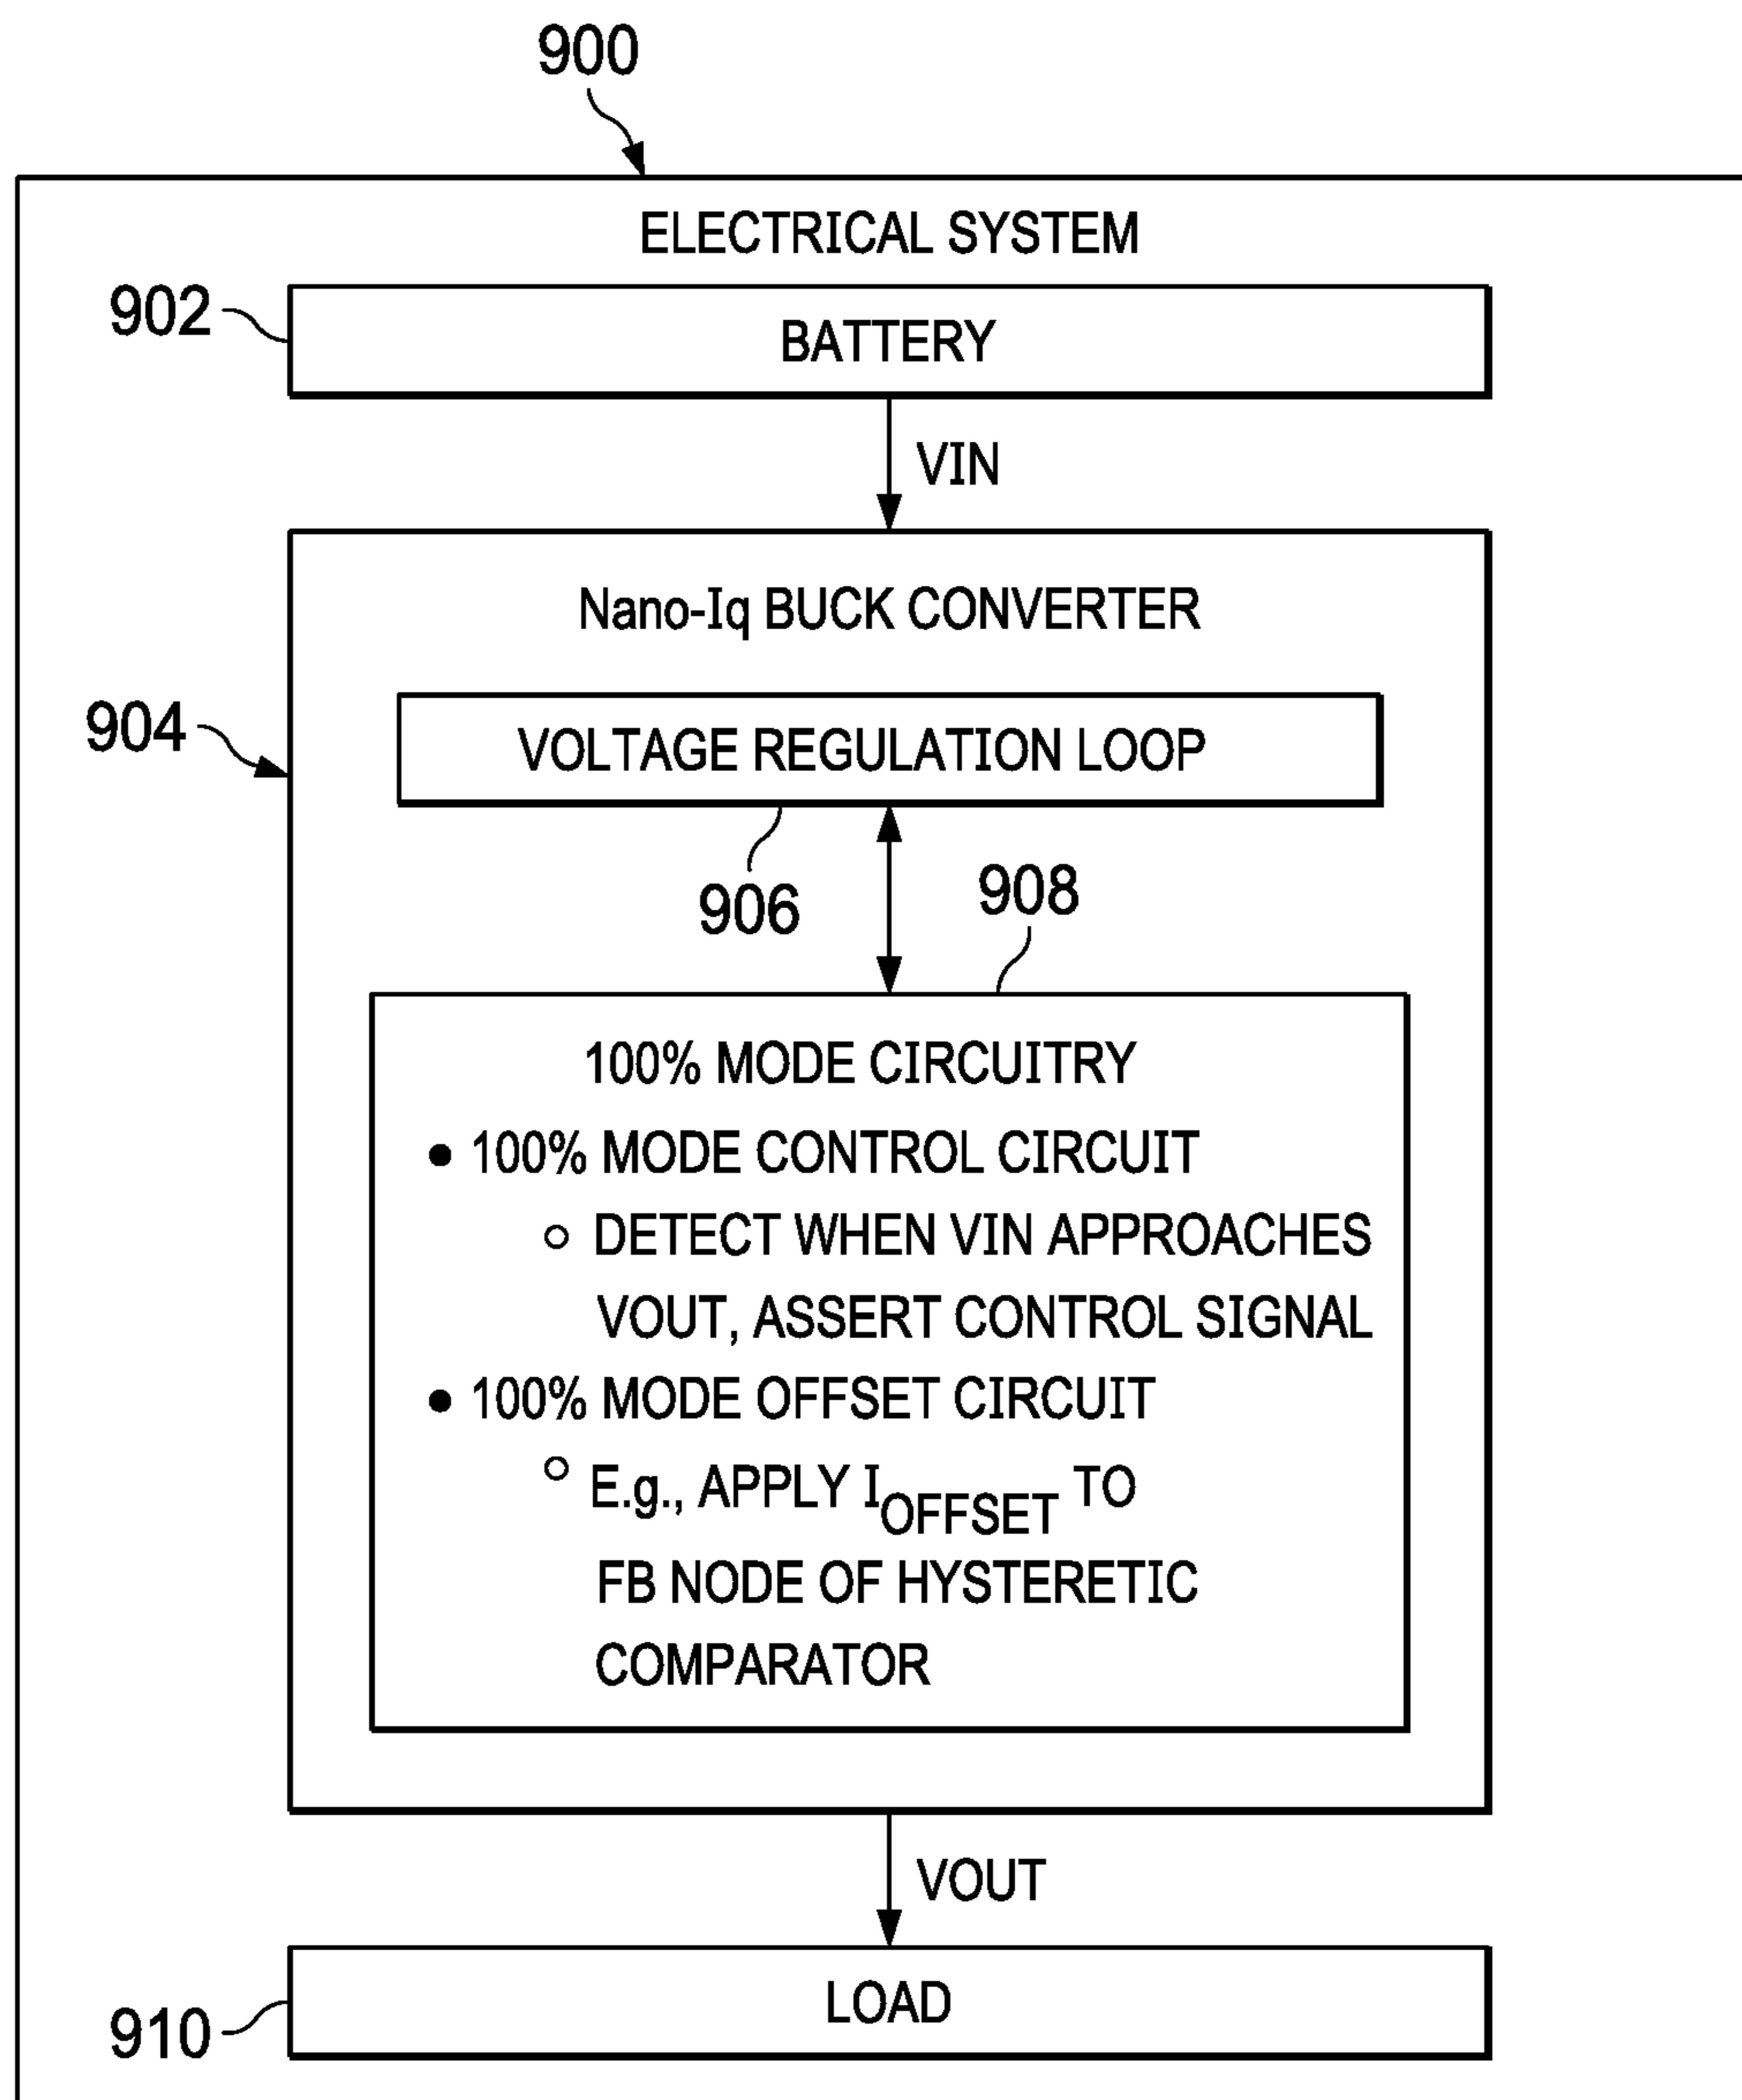 900
ELECTRICAL SYSTEM
902
BATTERY
VIN
Nano-Iq BUCK CONVERTER
904
VOLTAGE REGULATION LOOP
906
908
100% MODE CIRCUITRY
● 100% MODE CONTROL CIRCUIT
○ DETECT WHEN VIN APPROACHES
VOUT, ASSERT CONTROL SIGNAL
● 100% MODE OFFSET CIRCUIT
○ E.g., APPLY IOFFSET TO
FB NODE OF HYSTERETIC
COMPARATOR
VOUT
LOAD
910